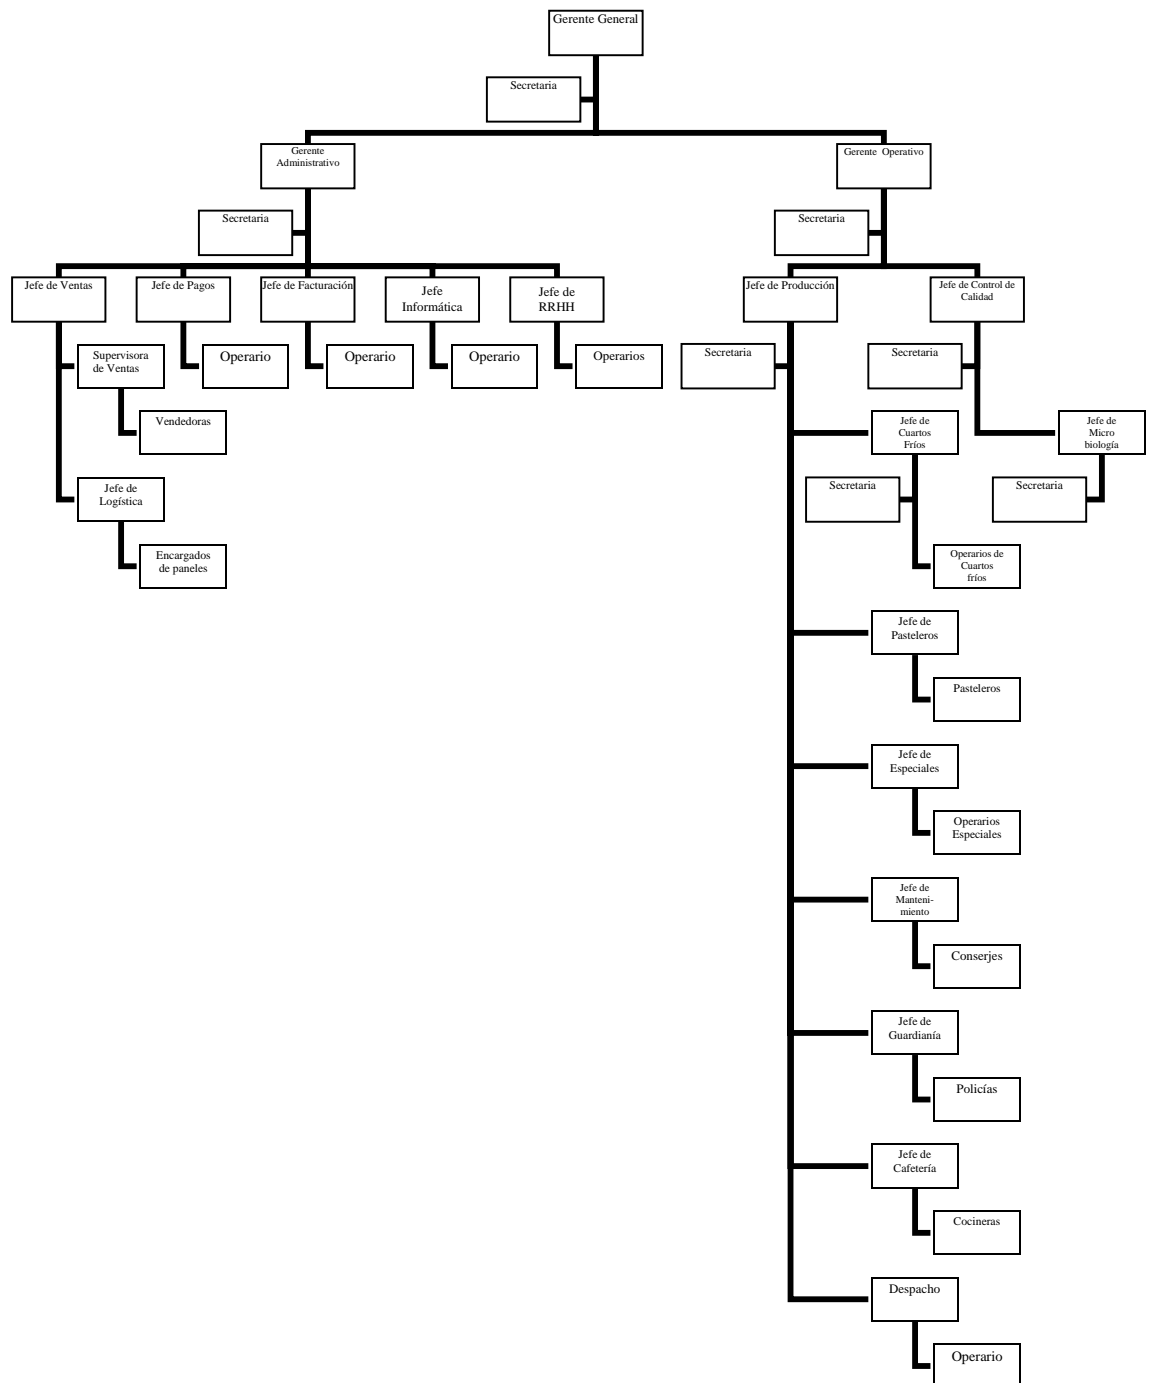 Gerente General
Secretaria
Gerente
Administrativo
Gerente Operativo
Secretaria
Secretaria
Jefe de Ventas
Jefe de Pagos
Jefe de Facturación
Jefe
Informática
Jefe de
RRHH
Jefe de Producción
Jefe de Control de
Calidad
Supervisora
de Ventas
Operario
Operario
Operario
Operarios
Secretaria
Secretaria
Vendedoras
Jefe de
Cuartos
Fríos
Jefe de
Micro
biología
Jefe de
Logística
Secretaria
Secretaria
Encargados
de paneles
Operarios de
Cuartos
fríos
Jefe de
Pasteleros
Pasteleros
Jefe de
Especiales
Operarios
Especiales
Jefe de
Manteni-
miento
Conserjes
Jefe de
Guardianía
Policías
Jefe de
Cafetería
Cocineras
Despacho
Operario